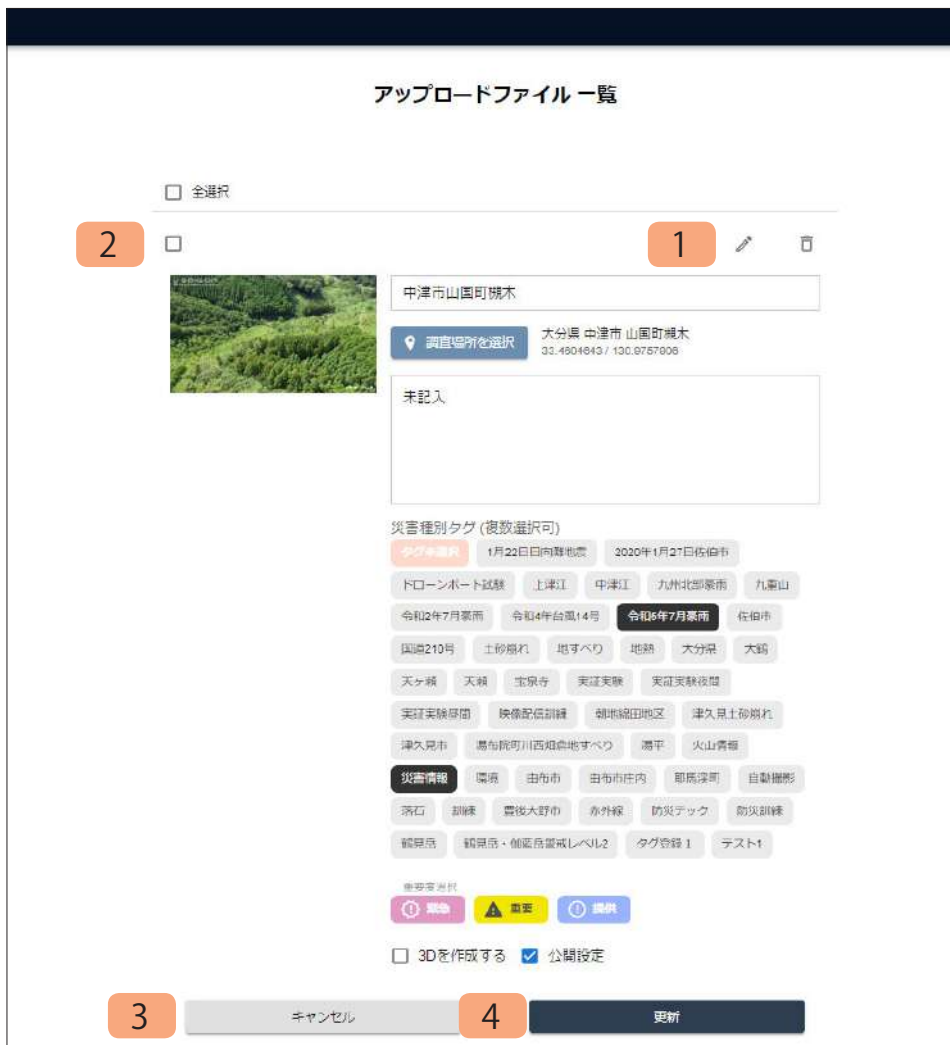 アップロードファイル 一覧
全選択
2
1
中津市山国町槻木
調査場所を選択
大分県 中津市 山国町槻木
33.4604643 / 130.9757906
未記入
災害種別タグ (複数選択可)
タグ未選択 1月22日日向灘地震 2020年1月27日佐伯市
ドローンポート試験 上津江 中津江 九州北部豪雨 九重山
令和2年7月豪雨 令和4年台風14号 令和6年7月豪雨 佐伯市
国道210号 土砂崩れ 地すべり 地熱 大分県 大鶴
天ヶ瀬 天瀬 宝泉寺 実証実験 実証実験夜間
実証実験昼間 映像配信訓練 朝地綿田地区 津久見土砂崩れ
津久見市 湯布院町川西畑倉地すべり 湯平 火山情報
災害情報 環境 由布市 由布市庄内 耶馬溪町 自動撮影
落石 訓練 豊後大野市 赤外線 防災テック 防災訓練
鶴見岳 鶴見岳・伽藍岳警戒レベル2 タグ登録1 テスト1
重要度選択
緊急 重要 提供
3Dを作成する 公開設定
3 キャンセル 4 更新